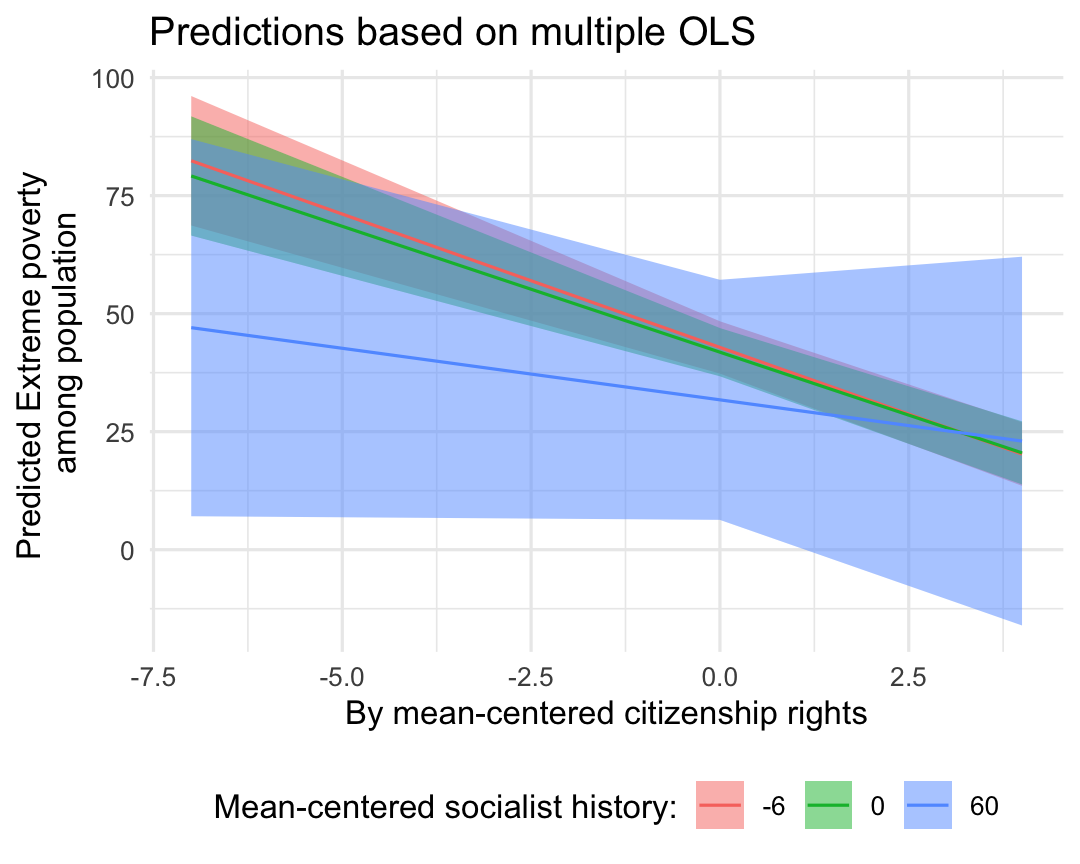 Predictions based on multiple OLS
Predicted Extreme poverty
among population
100
75
50
25
0
-7.5
-5.0
-2.5
0.0
2.5
By mean-centered citizenship rights
Mean-centered socialist history:
-6
0
60